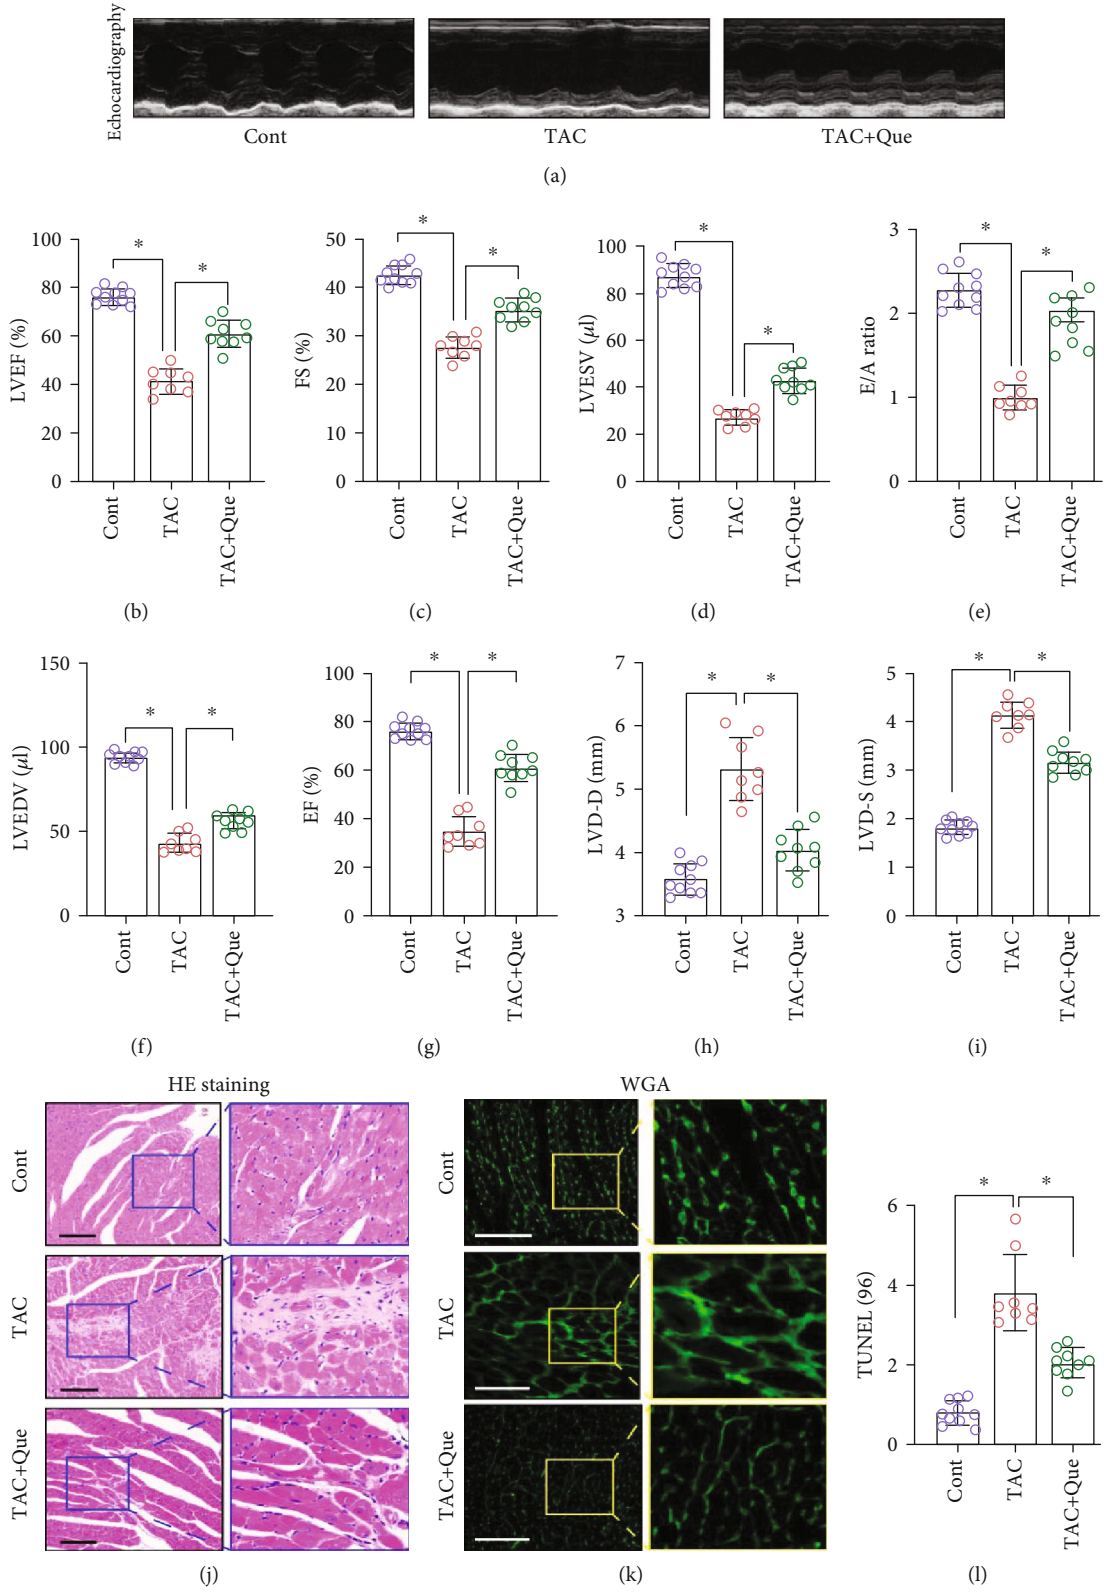 Echocardiography
Cont TAC TAC+Que
(a)
LVEF (%)
100
80
60
40
20
0
Cont
TAC
TAC+Que
*
*
(b)
FS (%)
50
40
30
20
10
0
Cont
TAC
TAC+Que
*
*
(c)
LVESV (μl)
100
80
60
40
20
0
Cont
TAC
TAC+Que
*
*
(d)
E/A ratio
3
2
1
0
Cont
TAC
TAC+Que
*
*
(e)
LVEDV (μl)
150
100
50
0
Cont
TAC
TAC+Que
*
*
(f)
EF (%)
100
80
60
40
20
0
Cont
TAC
TAC+Que
*
*
(g)
LVD-D (mm)
7
6
5
4
3
Cont
TAC
TAC+Que
*
*
(h)
LVD-S (mm)
5
4
3
2
1
0
Cont
TAC
TAC+Que
*
*
(i)
HE staining
Cont
TAC
TAC+Que
(j)
WGA
Cont
TAC
TAC+Que
(k)
TUNEL (96)
6
4
2
0
Cont
TAC
TAC+Que
*
*
(l)